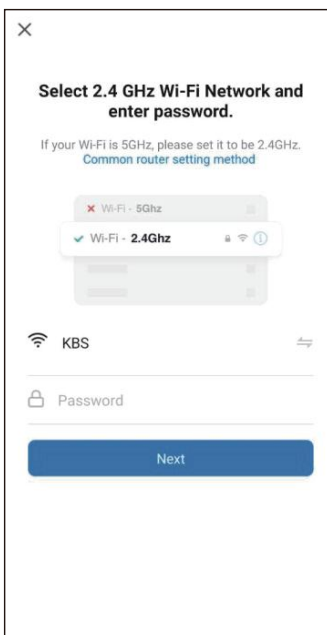 Select 2.4 GHz Wi-Fi Network and
enter password.
If your Wi-Fi is 5GHz, please set it to be 2.4GHz.
Common router setting method
Wi-Fi - 5Ghz
Wi-Fi - 2.4Ghz
KBS
Password
Next